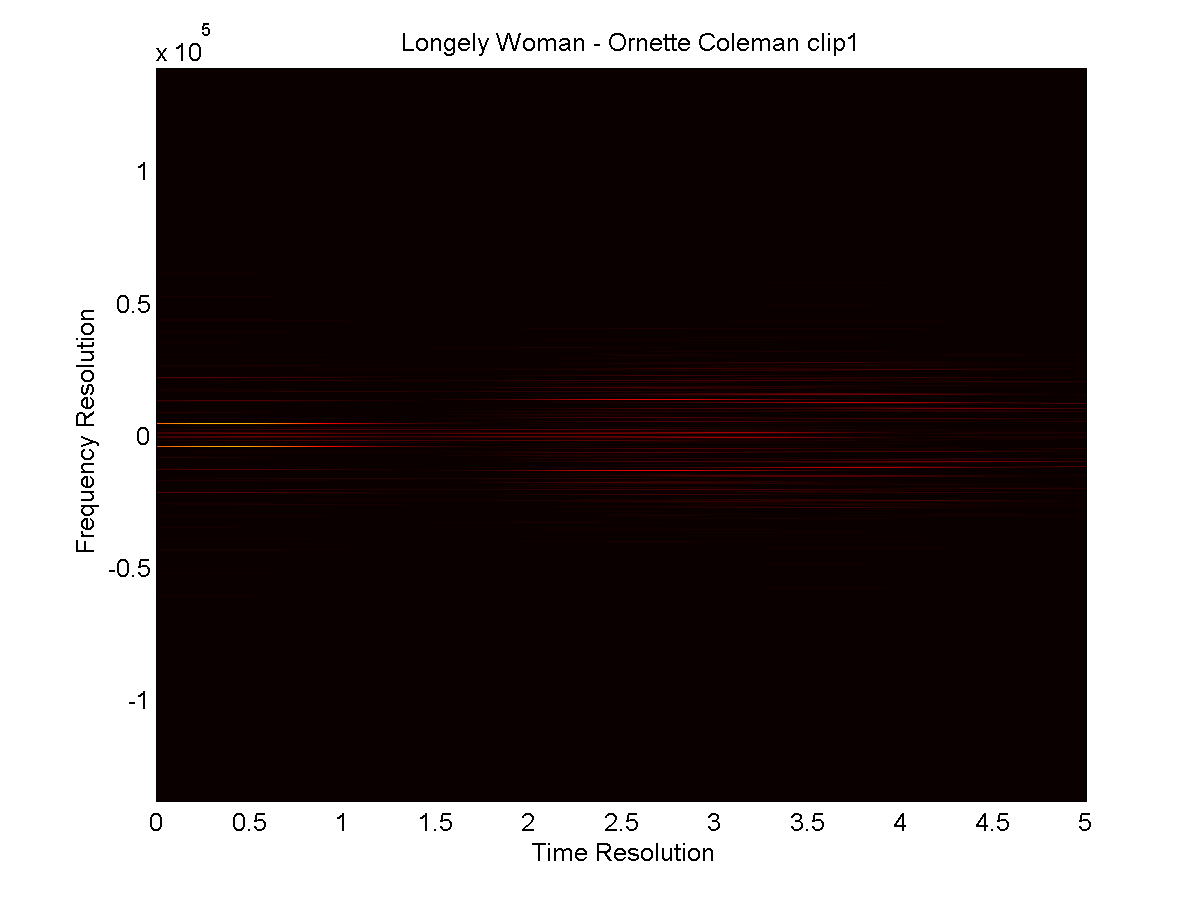 Longely Woman - Ornette Coleman clip1
x 10^5
1
0.5
0
-0.5
-1
Frequency Resolution
0 0.5 1 1.5 2 2.5 3 3.5 4 4.5 5
Time Resolution